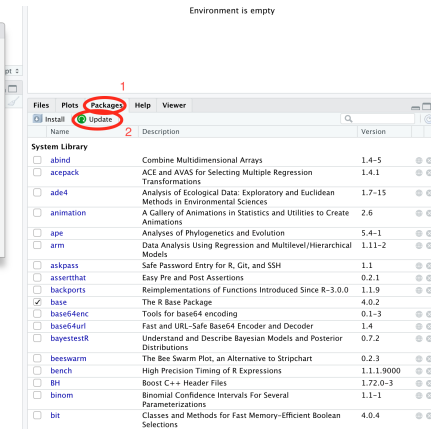 Environment is empty
1
Files Plots Packages Help Viewer
Install Update
2
Name Description Version
System Library
abind Combine Multidimensional Arrays 1.4-5
acepack ACE and AVAS for Selecting Multiple Regression Transformations 1.4.1
ade4 Analysis of Ecological Data: Exploratory and Euclidean Methods in Environmental Sciences 1.7-15
animation A Gallery of Animations in Statistics and Utilities to Create Animations 2.6
ape Analyses of Phylogenetics and Evolution 5.4-1
arm Data Analysis Using Regression and Multilevel/Hierarchical Models 1.11-2
askpass Safe Password Entry for R, Git, and SSH 1.1
assertthat Easy Pre and Post Assertions 0.2.1
backports Reimplementations of Functions Introduced Since R-3.0.0 1.1.9
base The R Base Package 4.0.2
base64enc Tools for base64 encoding 0.1-3
base64url Fast and URL-Safe Base64 Encoder and Decoder 1.4
bayestestR Understand and Describe Bayesian Models and Posterior Distributions 0.7.2
beeswarm The Bee Swarm Plot, an Alternative to Stripchart 0.2.3
bench High Precision Timing of R Expressions 1.1.1.9000
BH Boost C++ Header Files 1.72.0-3
binom Binomial Confidence Intervals For Several Parameterizations 1.1-1
bit Classes and Methods for Fast Memory-Efficient Boolean Selections 4.0.4